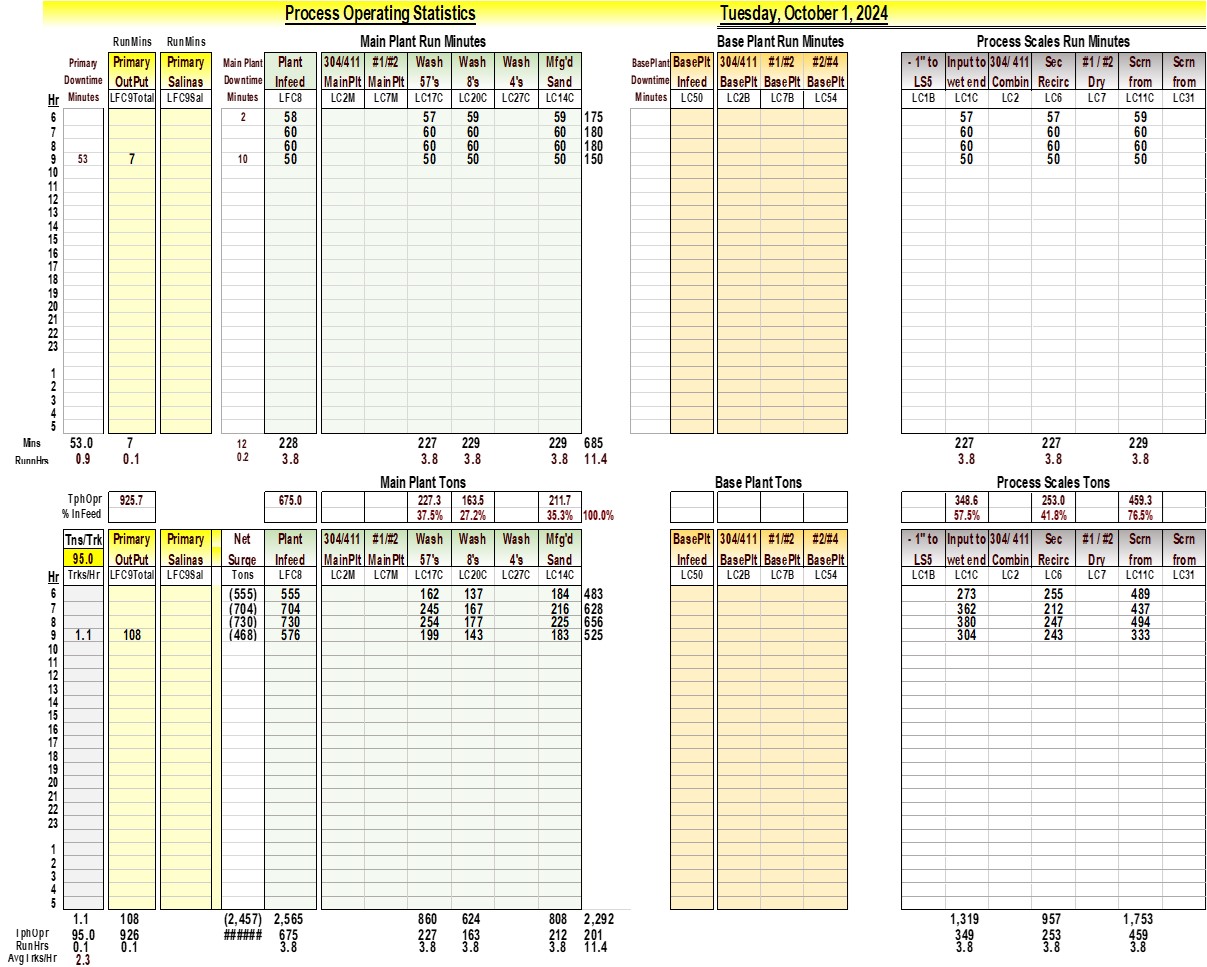 Process Operating Statistics Tuesday, October 1, 2024
RunMins RunMins Main Plant Run Minutes Base Plant Run Minutes Process Scales Run Minutes
Primary Primary Primary Main Plant Plant 304/411 #1/#2 Wash Wash Wash Mfg'd BasePlant BasePlt 304/411 #1/#2 #2/#4 - 1" to Input to 304/ 411 Sec #1 / #2 Scrn Scrn
Downtime OutPut Salinas Downtime Infeed MainPlt MainPlt 57's 8's 4's Sand Downtime Infeed BasePlt BasePlt BasePlt LS5 wet end Combin Recirc Dry from from
Hr Minutes LFC9Total LFC9Sal Minutes LFC8 LC2M LC7M LC17C LC20C LC27C LC14C Minutes LC50 LC2B LC7B LC54 LC1B LC1C LC2 LC6 LC7 LC11C LC31
6 2 58 57 59 59 175 57 57 59
7 60 60 60 60 180 60 60 60
8 60 60 60 60 180 60 60 60
9 53 7 10 50 50 50 50 150 50 50 50
10
11
12
13
14
15
16
17
18
19
20
21
22
23
1
2
3
4
5
Mins 53.0 7 12 228 227 229 229 685 227 227 229
RunnHrs 0.9 0.1 0.2 3.8 3.8 3.8 3.8 11.4 3.8 3.8 3.8
Main Plant Tons Base Plant Tons Process Scales Tons
TphOpr 925.7 675.0 227.3 163.5 211.7 348.6 253.0 459.3
% InFeed 37.5% 27.2% 35.3% 100.0% 57.5% 41.8% 76.5%
Tns/Trk Primary Primary Net Plant 304/411 #1/#2 Wash Wash Wash Mfg'd BasePlt 304/411 #1/#2 #2/#4 - 1" to Input to 304/ 411 Sec #1 / #2 Scrn Scrn
95.0 OutPut Salinas Surge Infeed MainPlt MainPlt 57's 8's 4's Sand Infeed BasePlt BasePlt BasePlt LS5 wet end Combin Recirc Dry from from
Hr Trks/Hr LFC9Total LFC9Sal Tons LFC8 LC2M LC7M LC17C LC20C LC27C LC14C LC50 LC2B LC7B LC54 LC1B LC1C LC2 LC6 LC7 LC11C LC31
6 (555) 555 162 137 184 483 273 255 489
7 (704) 704 245 167 216 628 362 212 437
8 (730) 730 254 177 225 656 380 247 494
9 1.1 108 (468) 576 199 143 183 525 304 243 333
10
11
12
13
14
15
16
17
18
19
20
21
22
23
1
2
3
4
5
1.1 108 (2,457) 2,565 860 624 808 2,292 1,319 957 1,753
TphOpr 95.0 926 ###### 675 227 163 212 201 349 253 459
RunHrs 0.1 0.1 3.8 3.8 3.8 3.8 11.4 3.8 3.8 3.8
AvgTrks/Hr 2.3